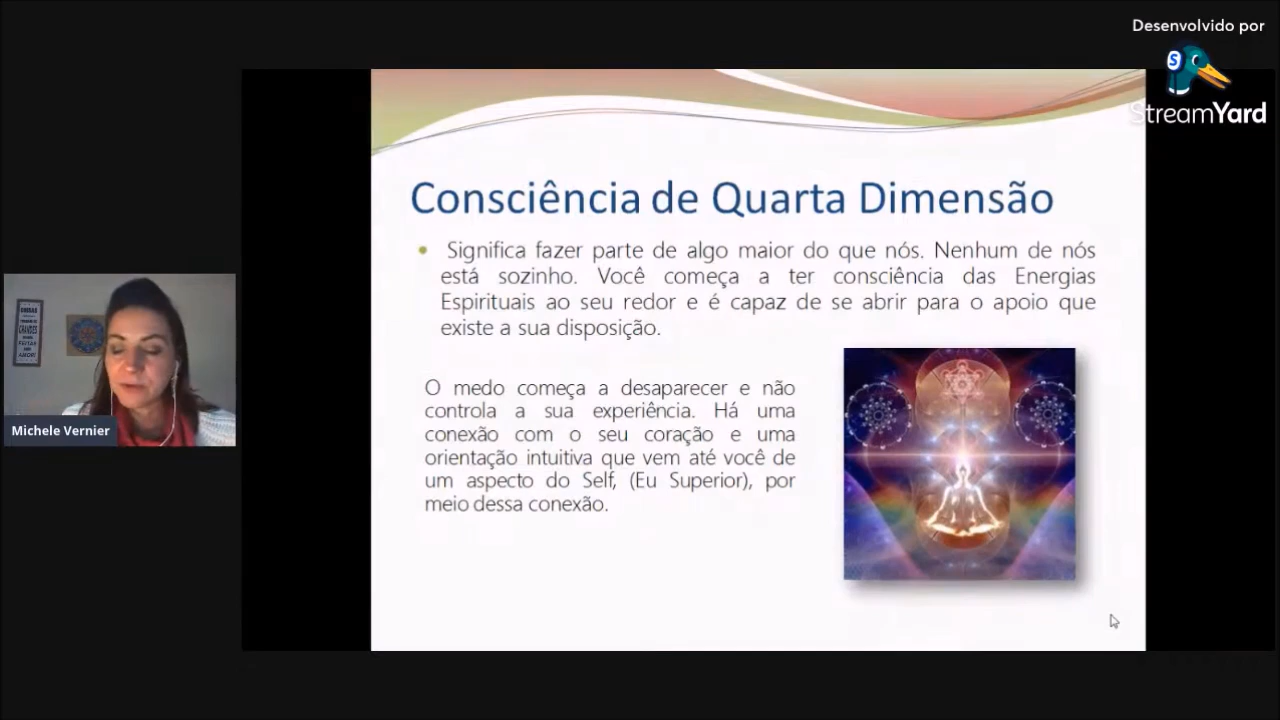 Desenvolvido por
StreamYard
Consciência de Quarta Dimensão
Significa fazer parte de algo maior do que nós. Nenhum de nós
está sozinho. Você começa a ter consciência das Energias
Espirituais ao seu redor e é capaz de se abrir para o apoio que
existe a sua disposição.
O medo começa a desaparecer e não
controla a sua experiência. Há uma
conexão com o seu coração e uma
orientação intuitiva que vem até você de
um aspecto do Self, (Eu Superior), por
meio dessa conexão.
GRANDES
Michele Vernier